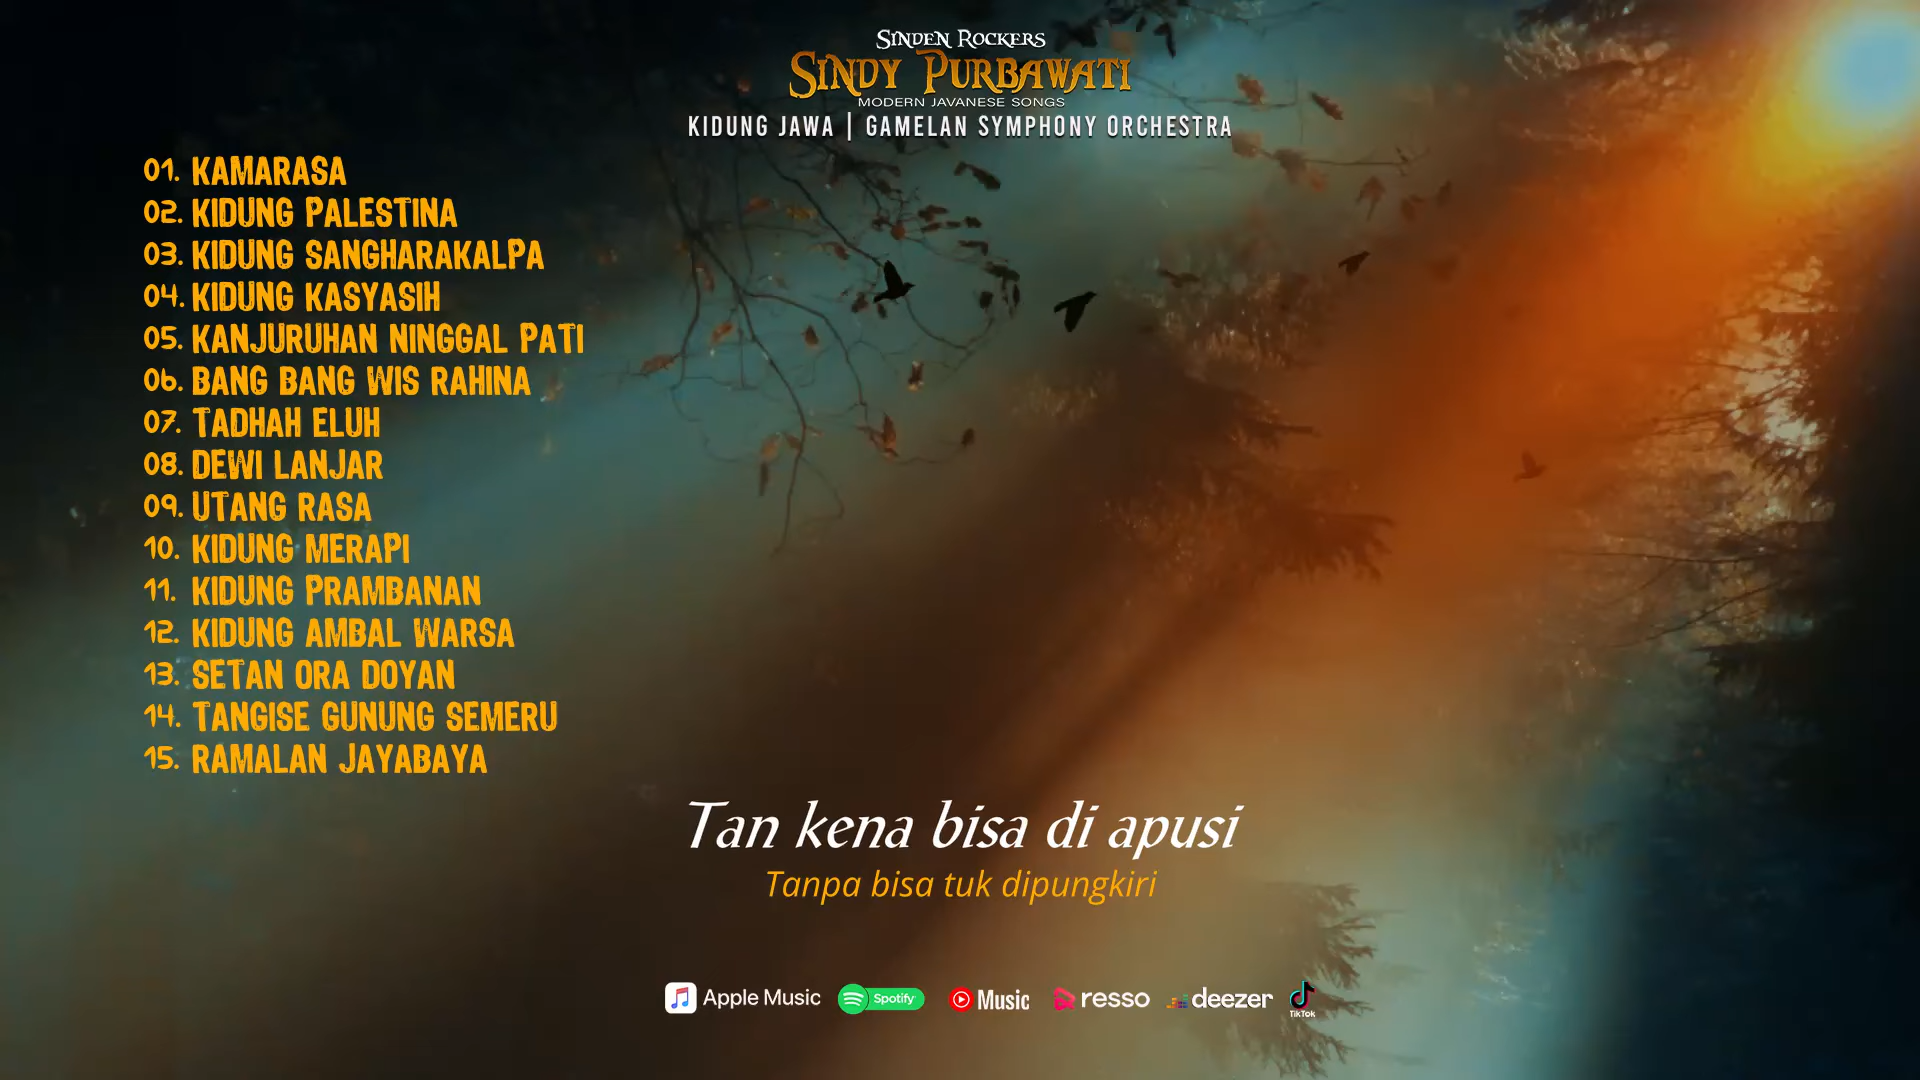 SINDEN ROCKERS
SINDY PURBAWATI
MODERN JAVANESE SONGS
KIDUNG JAWA | GAMELAN SYMPHONY ORCHESTRA
01. KAMARASA
02. KIDUNG PALESTINA
03. KIDUNG SANGHARAKALPA
04. KIDUNG KASYASIH
05. KANJURUHAN NINGGAL PATI
06. BANG BANG WIS RAHINA
07. TADHAH ELUH
08. DEWI LANJAR
09. UTANG RASA
10. KIDUNG MERAPI
11. KIDUNG PRAMBANAN
12. KIDUNG AMBAL WARSA
13. SETAN ORA DOYAN
14. TANGISE GUNUNG SEMERU
15. RAMALAN JAYABAYA
Tan kena bisa di apusi
Tanpa bisa tuk dipungkiri
Apple Music Spotify Music resso deezer TikTok